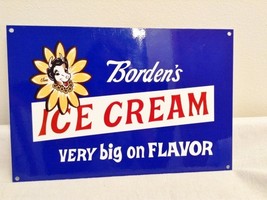 Borden's
ICE CREAM
VERY big on FLAVOR